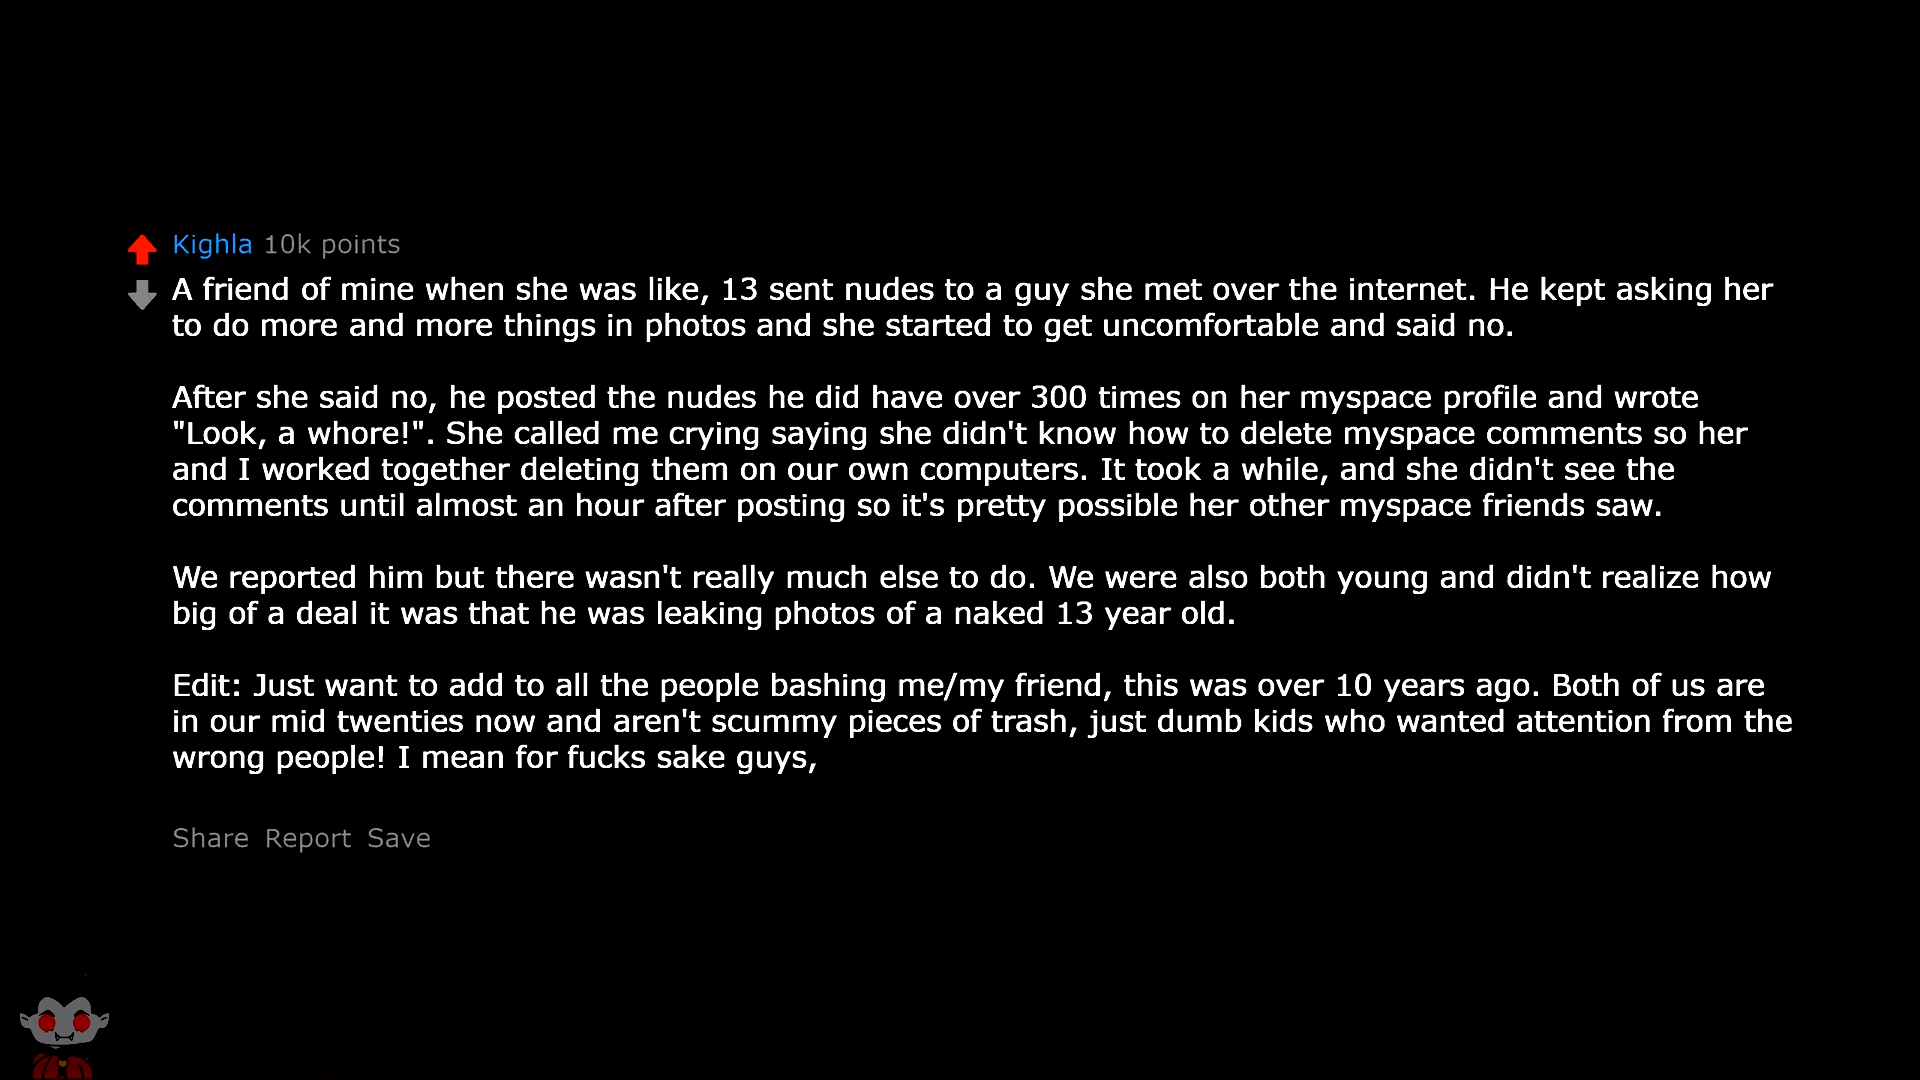 Kighla 10k points
A friend of mine when she was like, 13 sent nudes to a guy she met over the internet. He kept asking her
to do more and more things in photos and she started to get uncomfortable and said no.
After she said no, he posted the nudes he did have over 300 times on her myspace profile and wrote
"Look, a whore!". She called me crying saying she didn't know how to delete myspace comments so her
and I worked together deleting them on our own computers. It took a while, and she didn't see the
comments until almost an hour after posting so it's pretty possible her other myspace friends saw.
We reported him but there wasn't really much else to do. We were also both young and didn't realize how
big of a deal it was that he was leaking photos of a naked 13 year old.
Edit: Just want to add to all the people bashing me/my friend, this was over 10 years ago. Both of us are
in our mid twenties now and aren't scummy pieces of trash, just dumb kids who wanted attention from the
wrong people! I mean for fucks sake guys,
Share Report Save